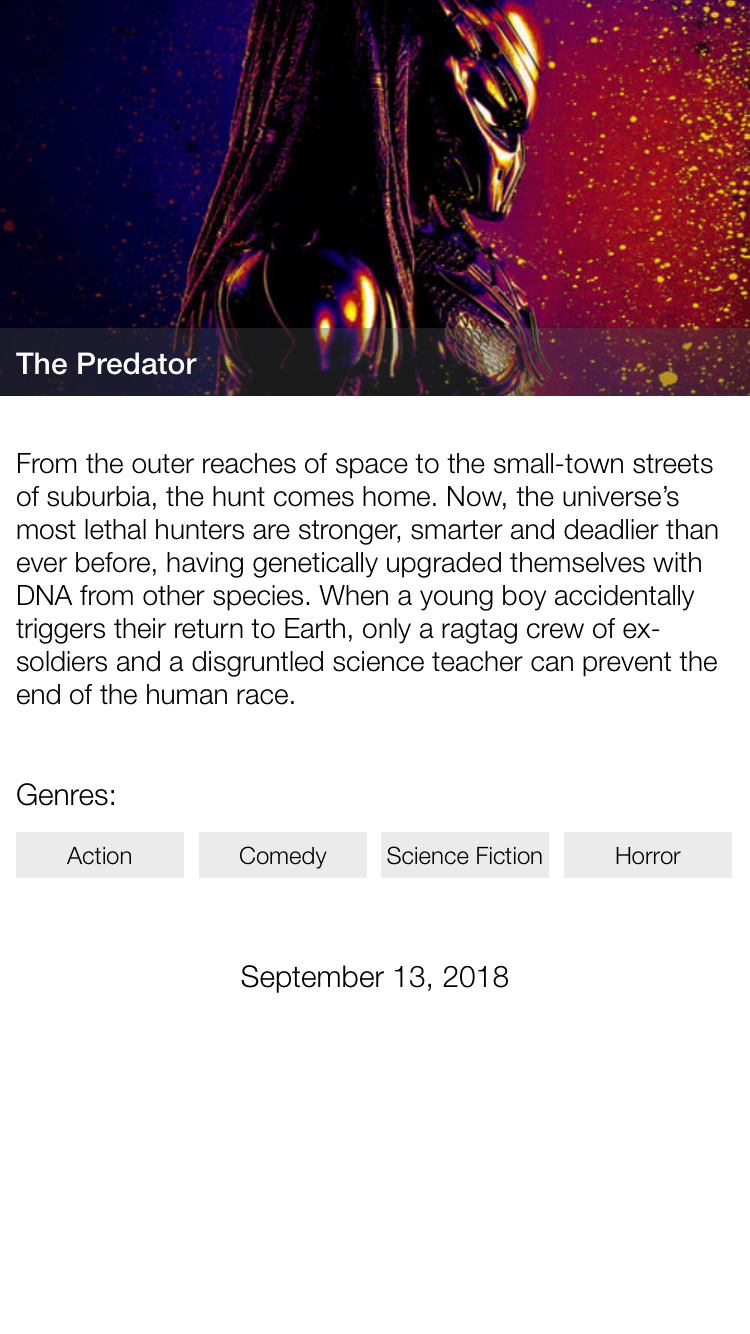 The Predator
From the outer reaches of space to the small-town streets
of suburbia, the hunt comes home. Now, the universe’s
most lethal hunters are stronger, smarter and deadlier than
ever before, having genetically upgraded themselves with
DNA from other species. When a young boy accidentally
triggers their return to Earth, only a ragtag crew of ex-
soldiers and a disgruntled science teacher can prevent the
end of the human race.
Genres:
Action Comedy Science Fiction Horror
September 13, 2018